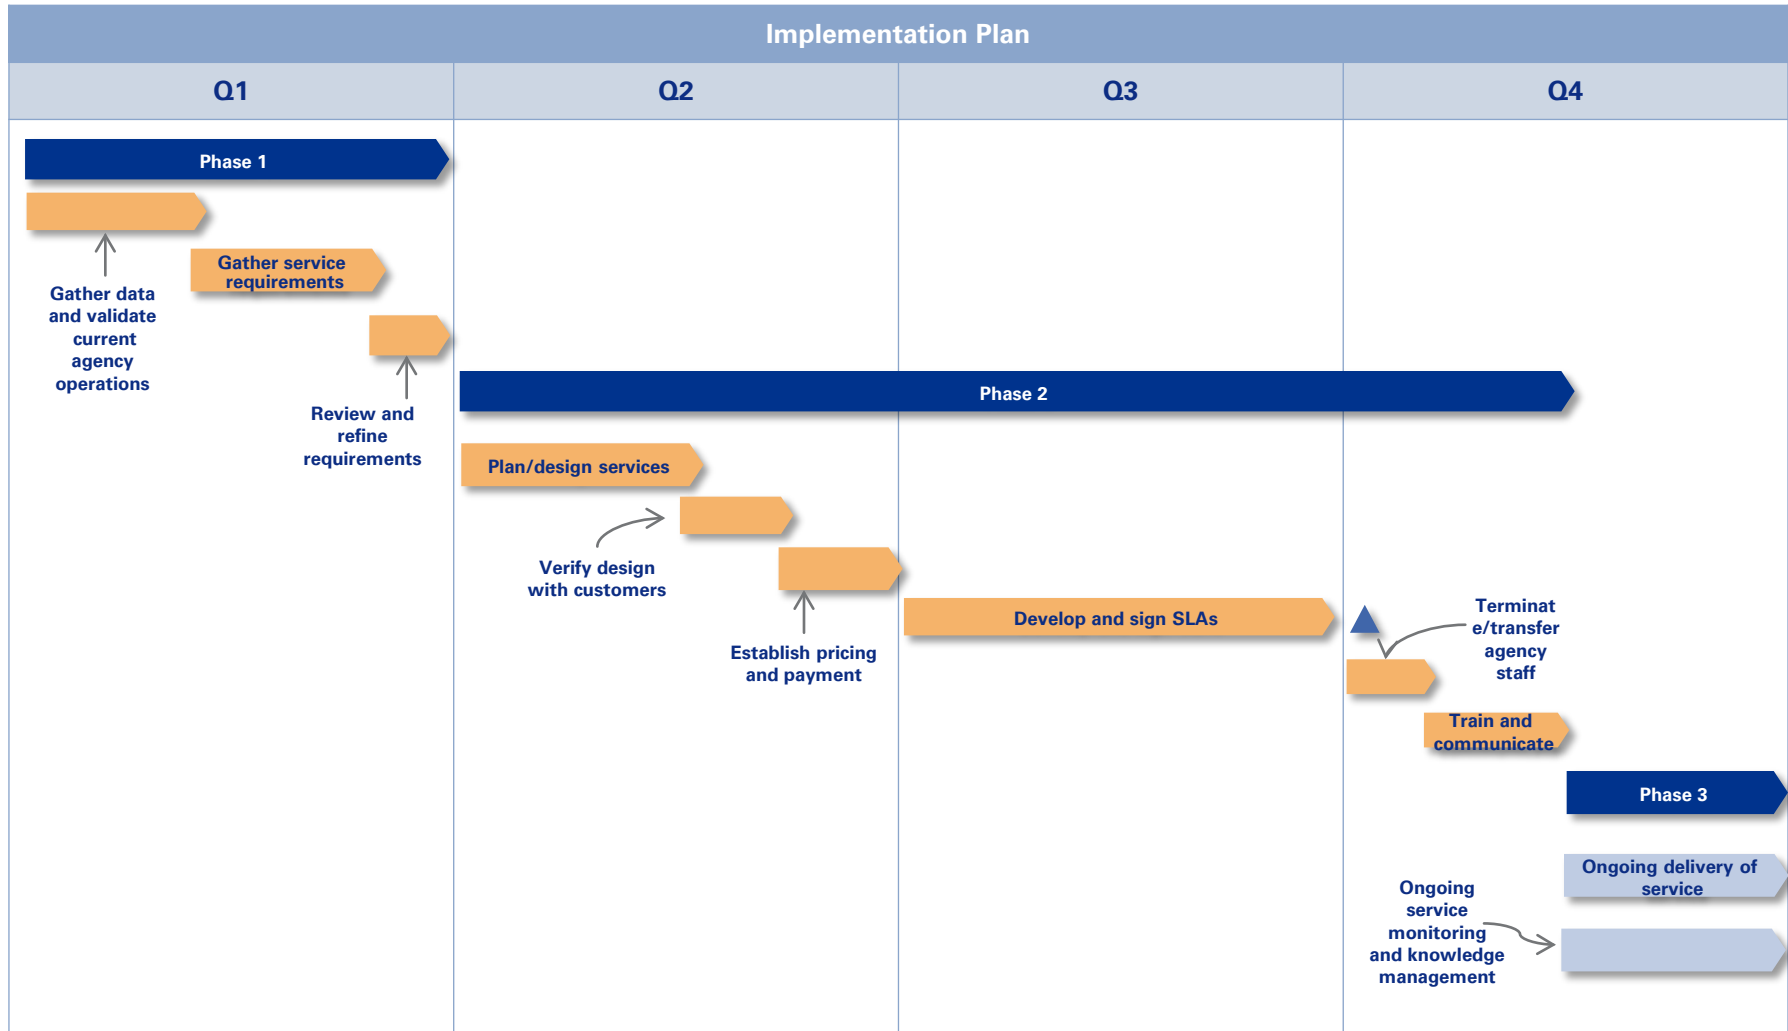 Implementation Plan
Q1
Q2
Q3
Q4
Phase 1
Gather service
requirements
Gather data
and validate
current
agency
operations
Review and
refine
requirements
Phase 2
Plan/design services
Verify design
with customers
Establish pricing
and payment
Develop and sign SLAs
Terminat
e/transfer
agency
staff
Train and
communicate
Phase 3
Ongoing delivery of
service
Ongoing
service
monitoring
and knowledge
management